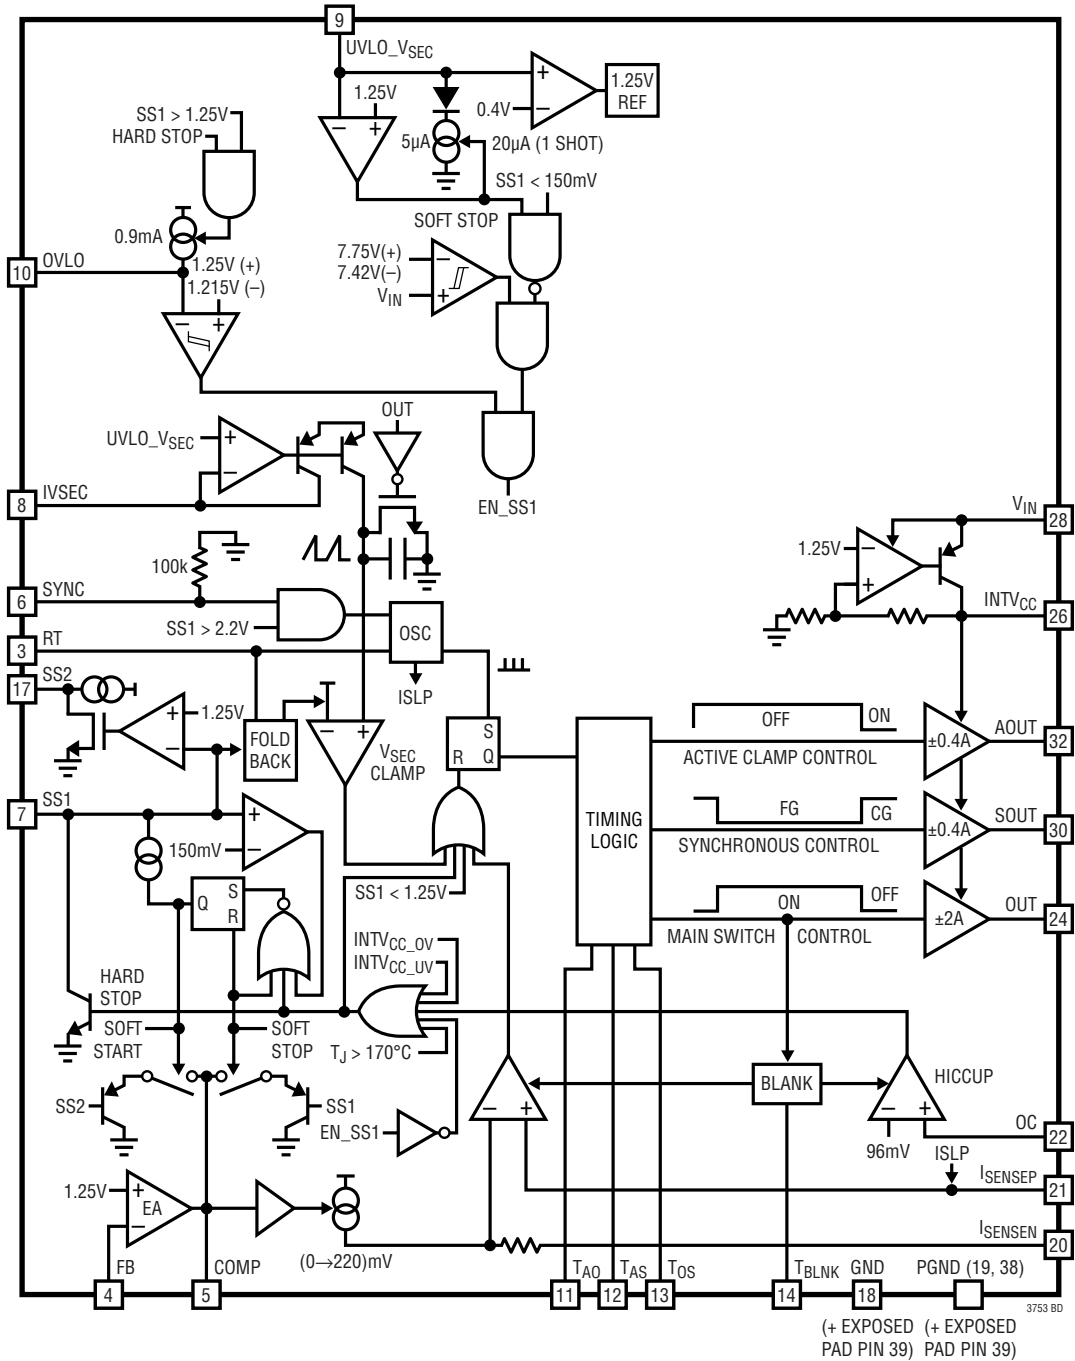 9
UVLO_VSEC
1.25V
0.4V
+
–
1.25V
REF
–
+
5µA
20µA (1 SHOT)
SS1 > 1.25V
HARD STOP
SS1 < 150mV
SOFT STOP
0.9mA
7.75V(+)
7.42V(–)
VIN
–
+
10
OVLO
1.25V (+)
1.215V (–)
–
+
OUT
UVLO_VSEC
+
–
8
IVSEC
EN_SS1
VIN
28
1.25V
–
+
100k
6
SYNC
INTVCC
26
SS1 > 2.2V
OSC
3
RT
ISLP
17
SS2
1.25V
+
–
FOLD
BACK
–
+
VSEC
CLAMP
S
R
Q
TIMING
LOGIC
OFF
ON
ACTIVE CLAMP CONTROL
±0.4A
AOUT
32
7
SS1
150mV
+
–
FG
CG
SYNCHRONOUS CONTROL
±0.4A
SOUT
30
SS1 < 1.25V
Q
S
R
ON
OFF
MAIN SWITCH
CONTROL
±2A
OUT
24
INTVCC_OV
INTVCC_UV
HARD
STOP
SOFT
START
SOFT
STOP
TJ > 170°C
BLANK
HICCUP
SS2
SS1
EN_SS1
–
+
–
+
96mV
OC
22
ISLP
ISENSEP
21
1.25V
+
–
EA
ISENSEN
20
(0→220)mV
FB
COMP
TAO
TAS
TOS
TBLNK
GND
PGND (19, 38)
4
5
11
12
13
14
18
3753 BD
(+ EXPOSED
PAD PIN 39)
(+ EXPOSED
PAD PIN 39)